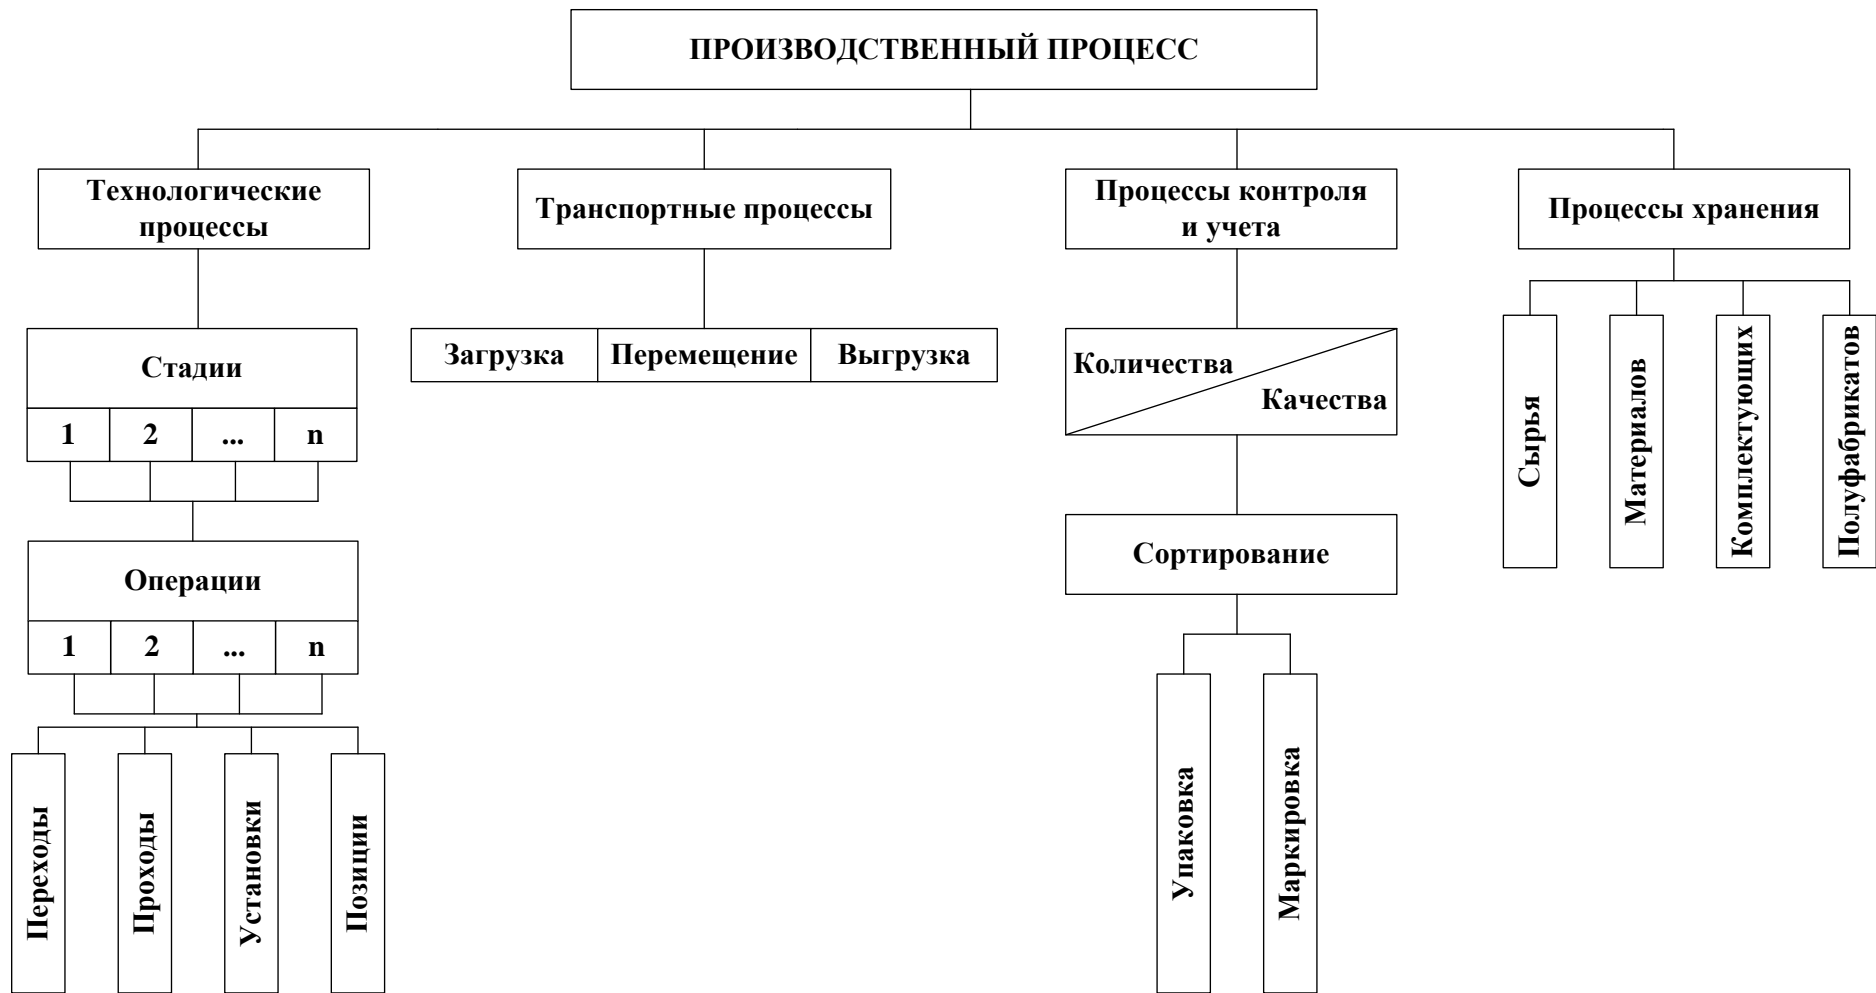 ПРОИЗВОДСТВЕННЫЙ ПРОЦЕСС
Технологические
процессы
Транспортные процессы
Процессы контроля
и учета
Процессы хранения
Стадии
1 2 ... n
Операции
1 2 ... n
Переходы
Проходы
Установки
Позиции
Загрузка Перемещение Выгрузка
Количества
Качества
Сортирование
Упаковка
Маркировка
Сырья
Материалов
Комплектующих
Полуфабрикатов